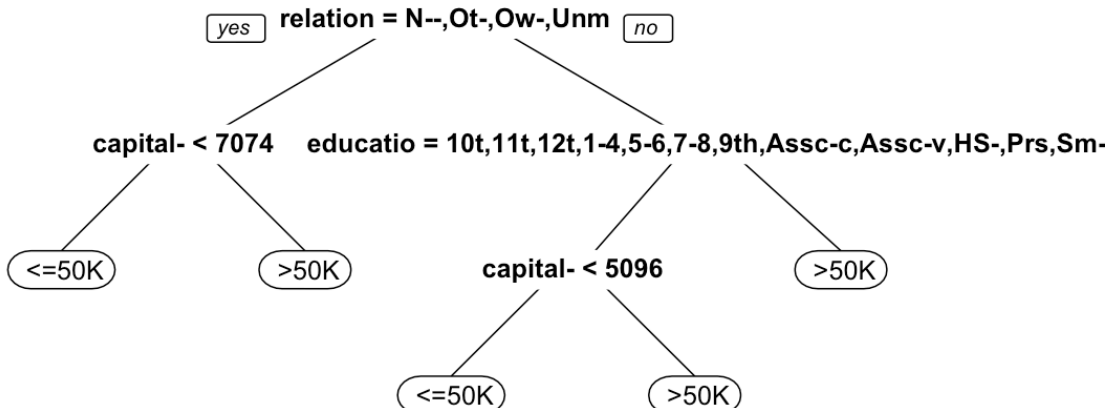 yes relation = N--,Ot-,Ow-,Unm no
capital- < 7074 educatio = 10t,11t,12t,1-4,5-6,7-8,9th,Assc-c,Assc-v,HS-,Prs,Sm-
<=50K >50K capital- < 5096 >50K
<=50K >50K